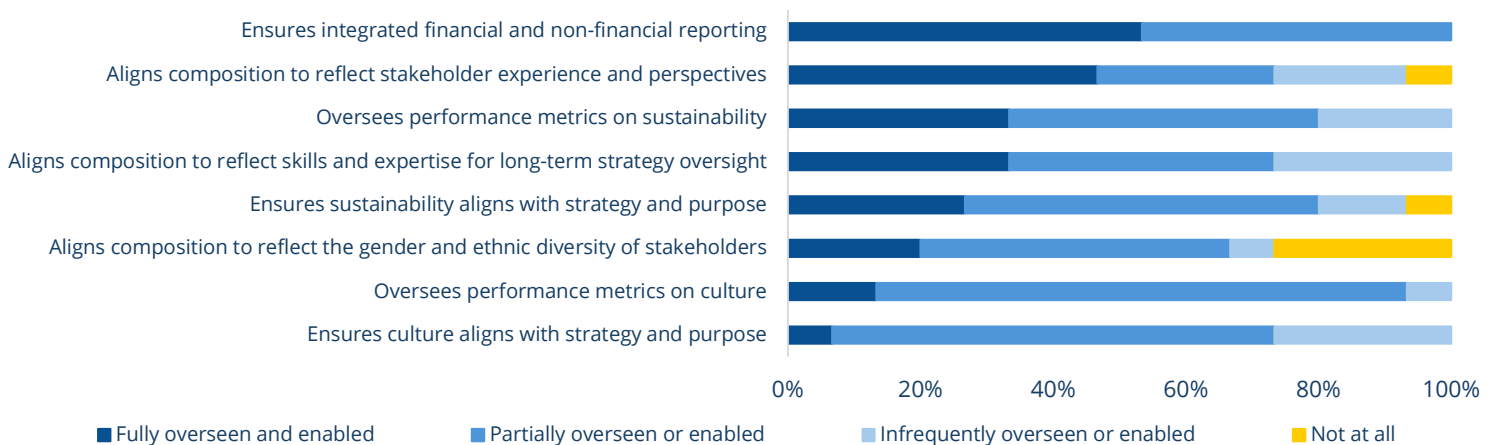 Ensures integrated financial and non-financial reporting
Aligns composition to reflect stakeholder experience and perspectives
Oversees performance metrics on sustainability
Aligns composition to reflect skills and expertise for long-term strategy oversight
Ensures sustainability aligns with strategy and purpose
Aligns composition to reflect the gender and ethnic diversity of stakeholders
Oversees performance metrics on culture
Ensures culture aligns with strategy and purpose
0% 20% 40% 60% 80% 100%
Fully overseen and enabled Partially overseen or enabled Infrequently overseen or enabled Not at all